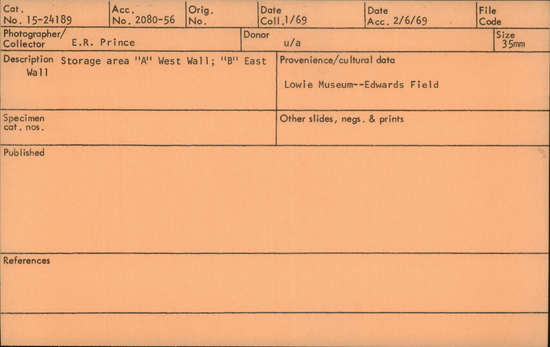 Cat. No. 15-24189 Acc. No. 2080-56 Orig. No. Date Coll. 1/69 Date Acc. 2/6/69 File Code
Photographer/ Collector E.R. Prince Donor u/a Size 35mm
Description Storage area "A" West Wall; "B" East
Wall
Provenience/cultural data
Lowie Museum--Edwards Field
Specimen
cat. nos.
Other slides, negs. & prints
Published
References